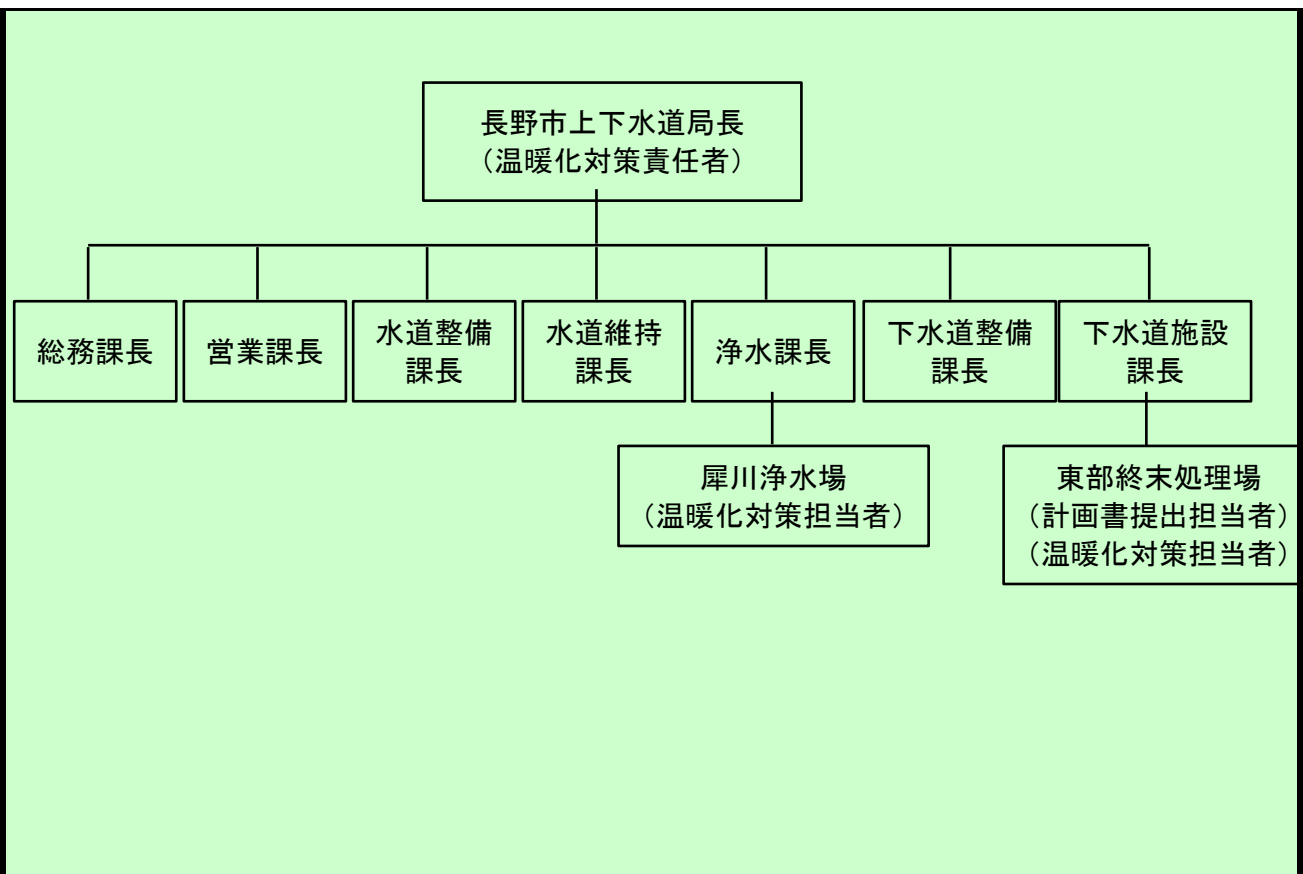 長野市上下水道局長
（温暖化対策責任者）
総務課長
営業課長
水道整備
課長
水道維持
課長
浄水課長
下水道整備
課長
下水道施設
課長
犀川浄水場
（温暖化対策担当者）
東部終末処理場
（計画書提出担当者）
（温暖化対策担当者）